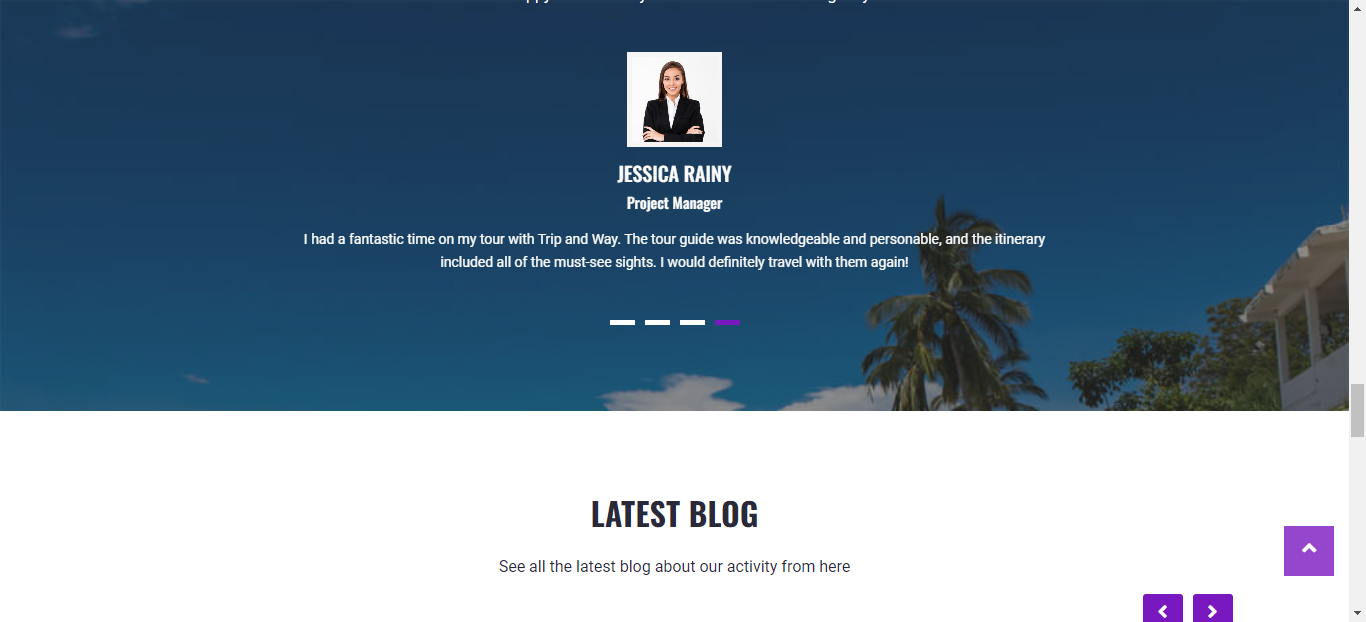 JESSICA RAINY
Project Manager
I had a fantastic time on my tour with Trip and Way. The tour guide was knowledgeable and personable, and the itinerary
included all of the must-see sights. I would definitely travel with them again!
LATEST BLOG
See all the latest blog about our activity from here